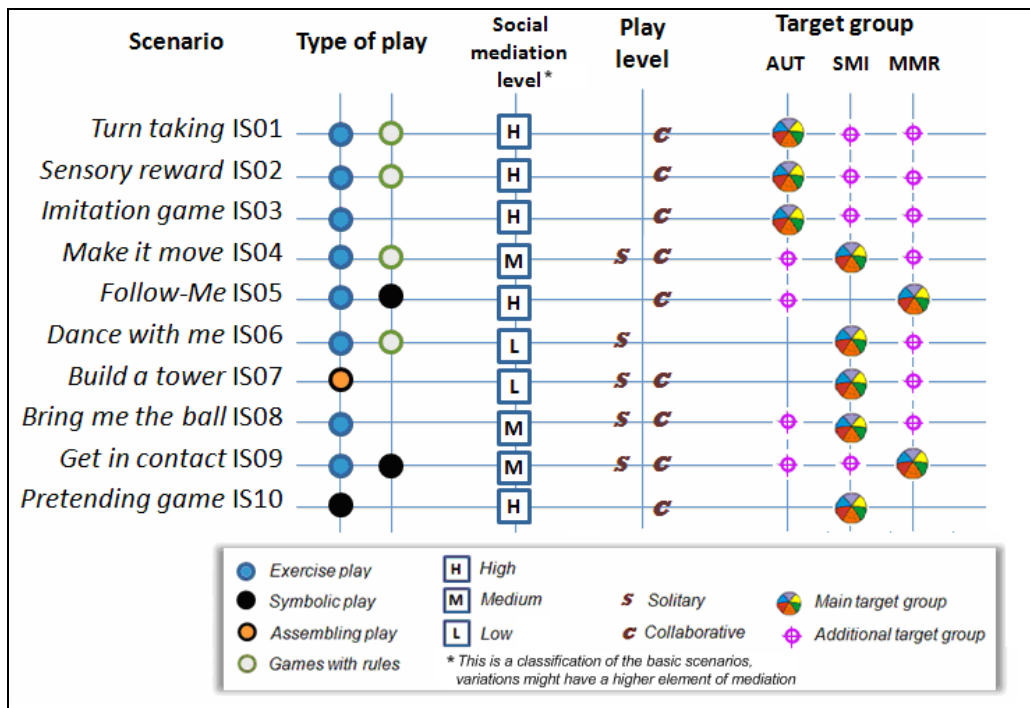 Scenario Type of play Social mediation level* Play level Target group
AUT SMI MMR
Turn taking IS01 H C
Sensory reward IS02 H C
Imitation game IS03 H C
Make it move IS04 M S C
Follow-Me IS05 H C
Dance with me IS06 L S
Build a tower IS07 L S C
Bring me the ball IS08 M S C
Get in contact IS09 M S C
Pretending game IS10 H C
Exercise play H High
Symbolic play M Medium S Solitary Main target group
Assembling play L Low C Collaborative Additional target group
Games with rules * This is a classification of the basic scenarios,
variations might have a higher element of mediation